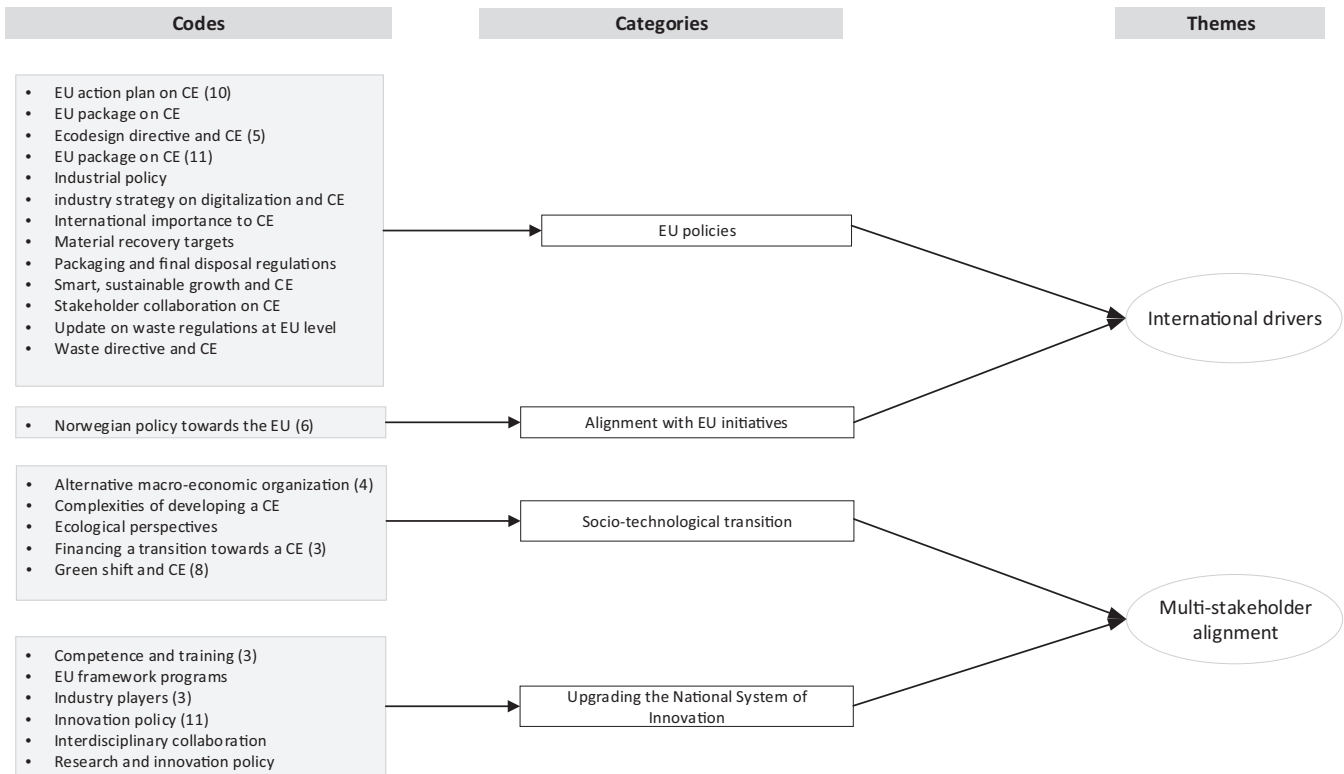 Codes
Categories
Themes
• EU action plan on CE (10)
• EU package on CE
• Ecodesign directive and CE (5)
• EU package on CE (11)
• Industrial policy
• industry strategy on digitalization and CE
• International importance to CE
• Material recovery targets
• Packaging and final disposal regulations
• Smart, sustainable growth and CE
• Stakeholder collaboration on CE
• Update on waste regulations at EU level
• Waste directive and CE
EU policies
International drivers
• Norwegian policy towards the EU (6)
Alignment with EU initiatives
• Alternative macro-economic organization (4)
• Complexities of developing a CE
• Ecological perspectives
• Financing a transition towards a CE (3)
• Green shift and CE (8)
Socio-technological transition
Multi-stakeholder
alignment
• Competence and training (3)
• EU framework programs
• Industry players (3)
• Innovation policy (11)
• Interdisciplinary collaboration
• Research and innovation policy
Upgrading the National System of
Innovation